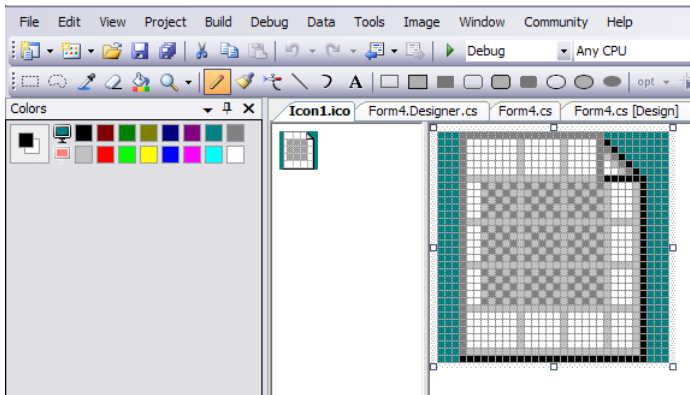 File Edit View Project Build Debug Data Tools Image Window Community Help
Debug Any CPU
A opt
Colors Icon1.ico Form4.Designer.cs Form4.cs Form4.cs [Design]